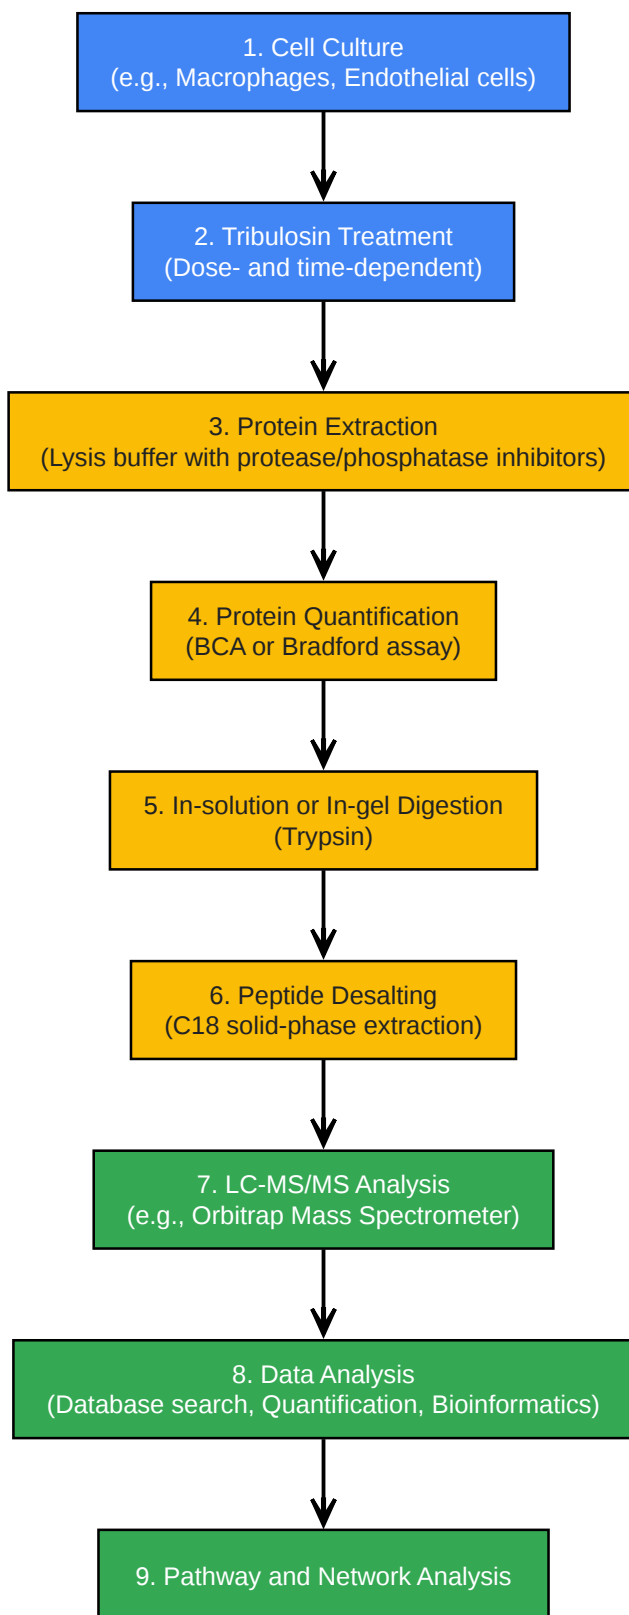 1. Cell Culture
(e.g., Macrophages, Endothelial cells)
2. Tribulosin Treatment
(Dose- and time-dependent)
3. Protein Extraction
(Lysis buffer with protease/phosphatase inhibitors)
4. Protein Quantification
(BCA or Bradford assay)
5. In-solution or In-gel Digestion
(Trypsin)
6. Peptide Desalting
(C18 solid-phase extraction)
7. LC-MS/MS Analysis
(e.g., Orbitrap Mass Spectrometer)
8. Data Analysis
(Database search, Quantification, Bioinformatics)
9. Pathway and Network Analysis